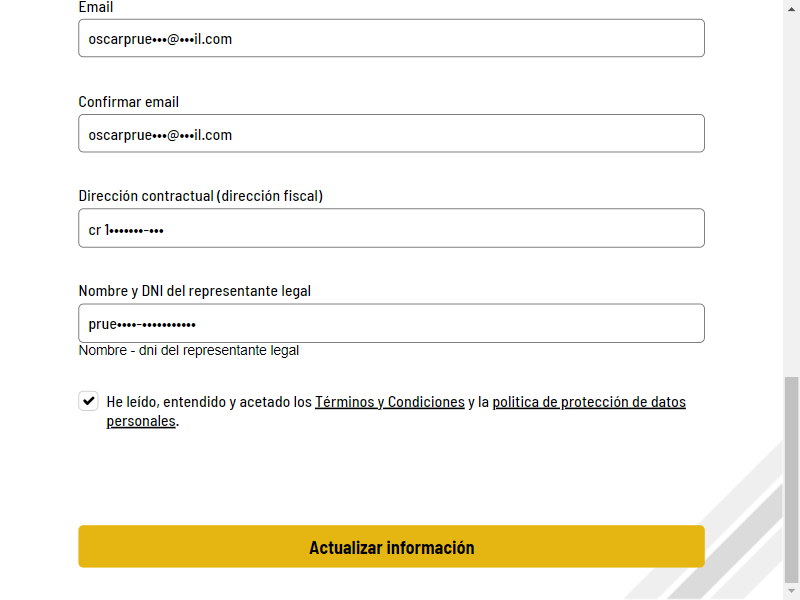 Email
oscarprue•••@•••il.com
Confirmar email
oscarprue•••@•••il.com
Dirección contractual (dirección fiscal)
cr 1•••••••-•••
Nombre y DNI del representante legal
prue••••-•••••••••••
Nombre - dni del representante legal
He leído, entendido y acetado los Términos y Condiciones y la politica de protección de datos
personales.
Actualizar información